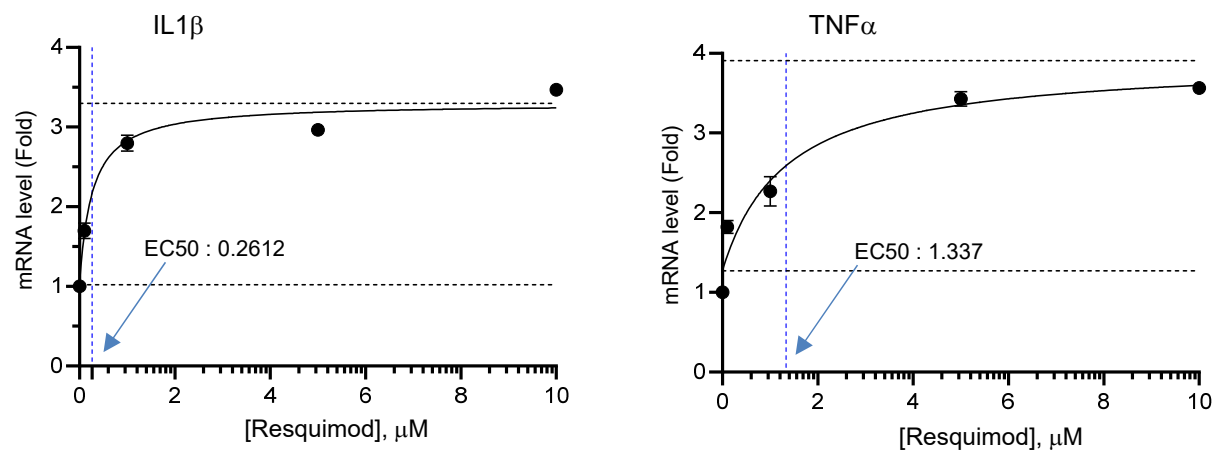 IL1β
mRNA level (Fold)
4
3
2
1
0
EC50 : 0.2612
0 2 4 6 8 10
[Resquimod], μM
TNFα
mRNA level (Fold)
4
3
2
1
0
EC50 : 1.337
0 2 4 6 8 10
[Resquimod], μM